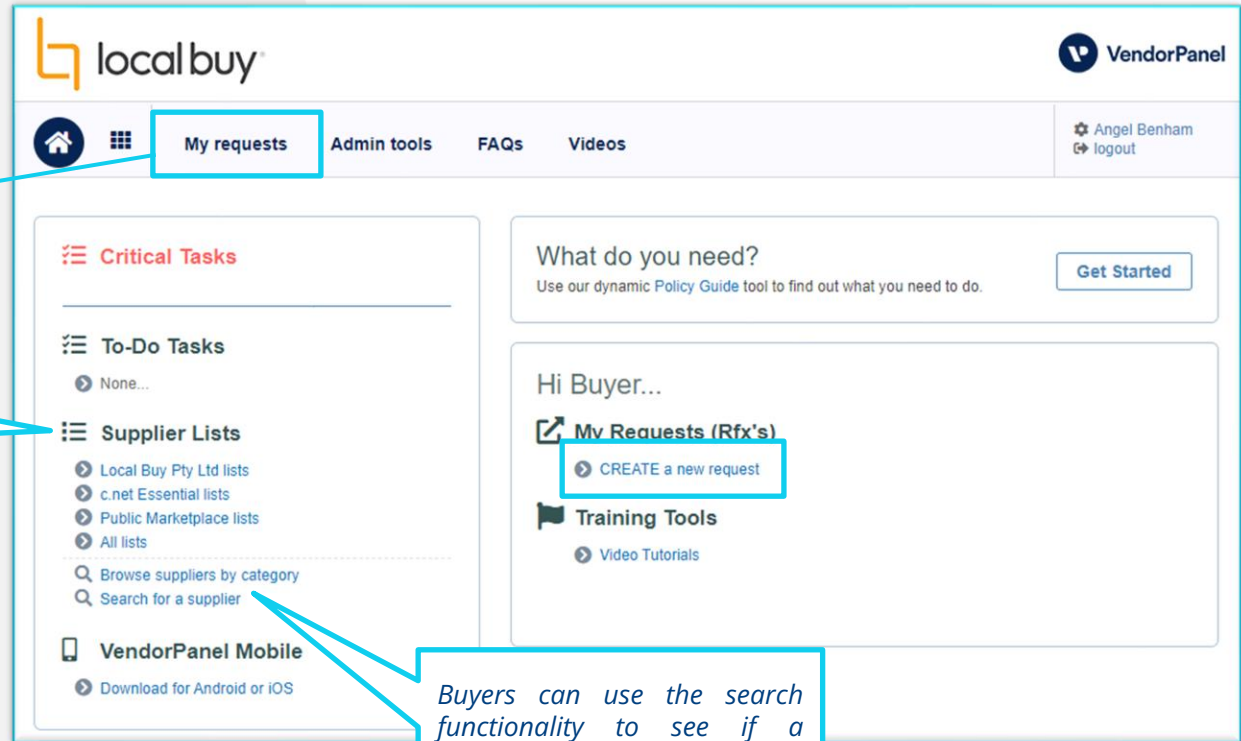 localbuy
VendorPanel
My requests Admin tools FAQs Videos
Angel Benham
logout
Critical Tasks
To-Do Tasks
None...
Supplier Lists
Local Buy Pty Ltd lists
c.net Essential lists
Public Marketplace lists
All lists
Browse suppliers by category
Search for a supplier
VendorPanel Mobile
Download for Android or iOS
What do you need?
Use our dynamic Policy Guide tool to find out what you need to do.
Get Started
Hi Buyer...
My Requests (Rfx's)
CREATE a new request
Training Tools
Video Tutorials
Buyers can use the search
functionality to see if a